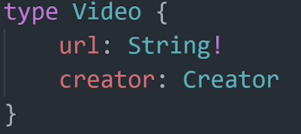 type Video {
    url: String!
    creator: Creator
}